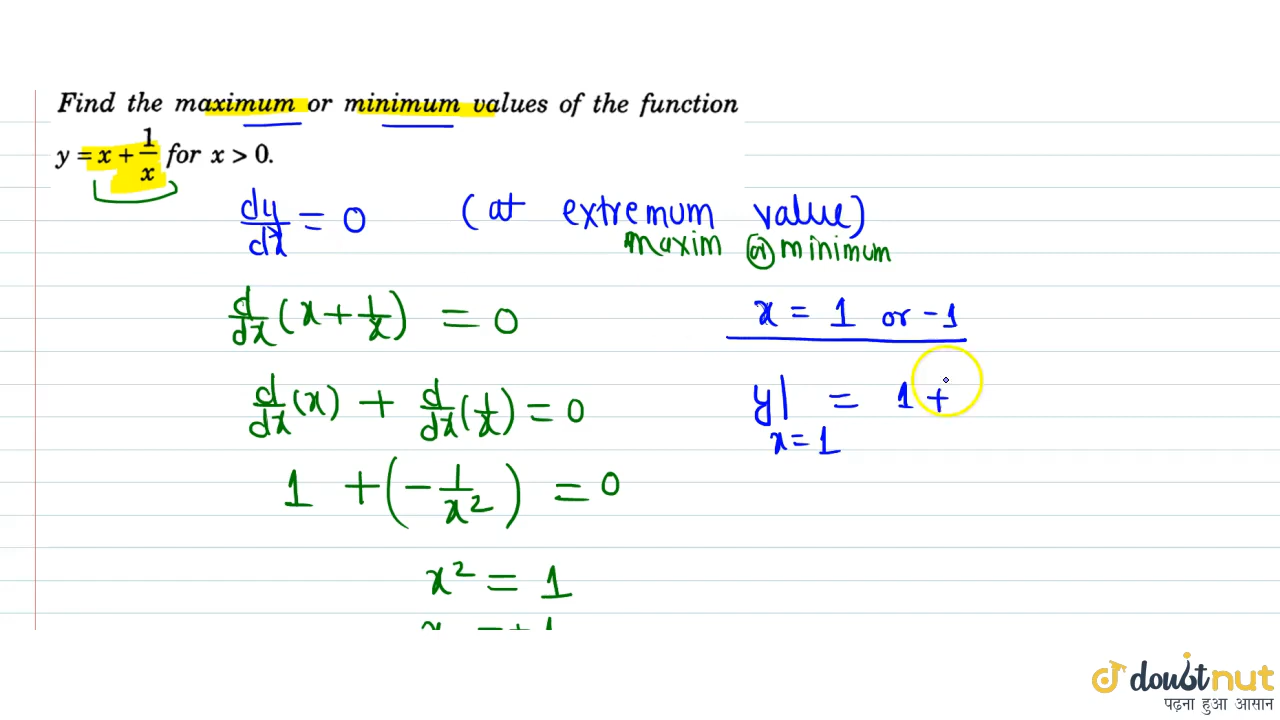 Find the maximum or minimum values of the function
y = x + 1/x for x > 0.
dy/dx = 0 (at extremum value)
maxim or minimum
d/dx (x + 1/x) = 0
x = 1 or -1
d/dx (x) + d/dx (1/x) = 0
y| x=1 = 1 +
1 + (- 1/x²) = 0
x² = 1
doubtnut
पढ़ना हुआ आसान